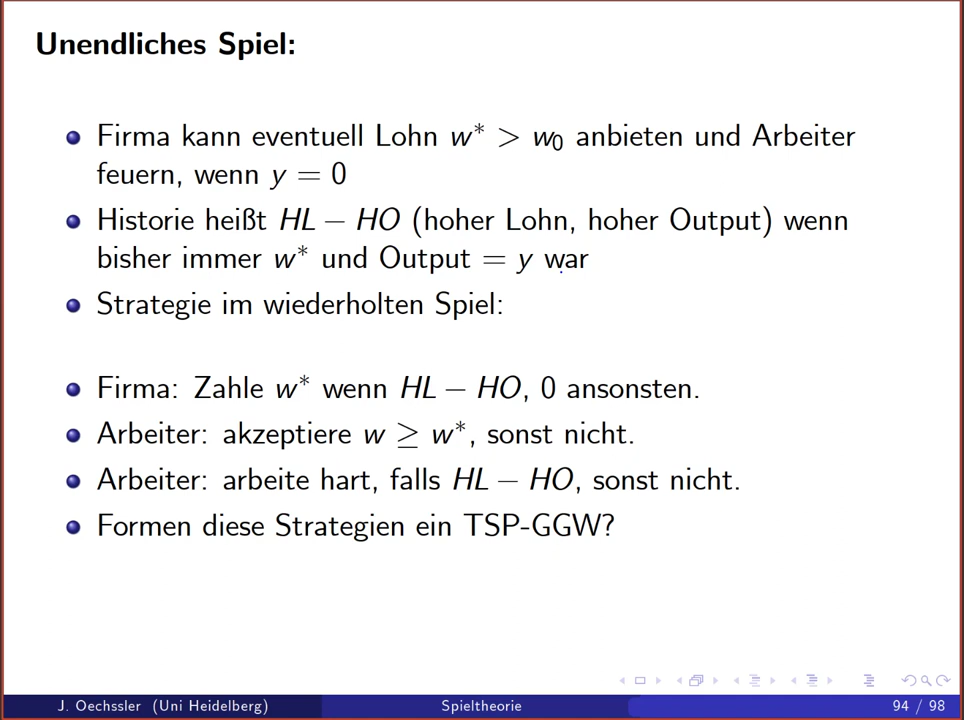 Unendliches Spiel:
Firma kann eventuell Lohn w* > w₀ anbieten und Arbeiter
feuern, wenn y = 0
Historie heißt HL − HO (hoher Lohn, hoher Output) wenn
bisher immer w* und Output = y war
Strategie im wiederholten Spiel:
Firma: Zahle w* wenn HL − HO, 0 ansonsten.
Arbeiter: akzeptiere w ≥ w*, sonst nicht.
Arbeiter: arbeite hart, falls HL − HO, sonst nicht.
Formen diese Strategien ein TSP-GGW?
J. Oechssler (Uni Heidelberg) Spieltheorie 94 / 98